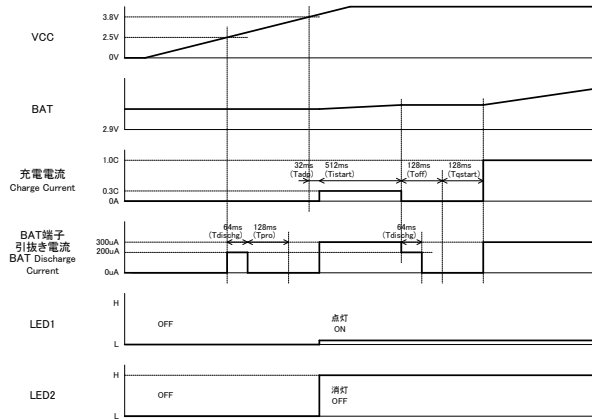 3.8V
VCC
2.5V
0V
BAT
2.9V
1.0C
充電電流
Charge Current
32ms
(Tadp)
512ms
(Tistart)
128ms
(Toff)
128ms
(Tqstart)
0.3C
0A
BAT端子
引抜き電流
BAT Discharge
Current
64ms
(Tdischg)
128ms
(Tpro)
64ms
(Tdischg)
300uA
200uA
0uA
H
LED1
OFF
点灯
ON
L
H
LED2
OFF
消灯
OFF
L